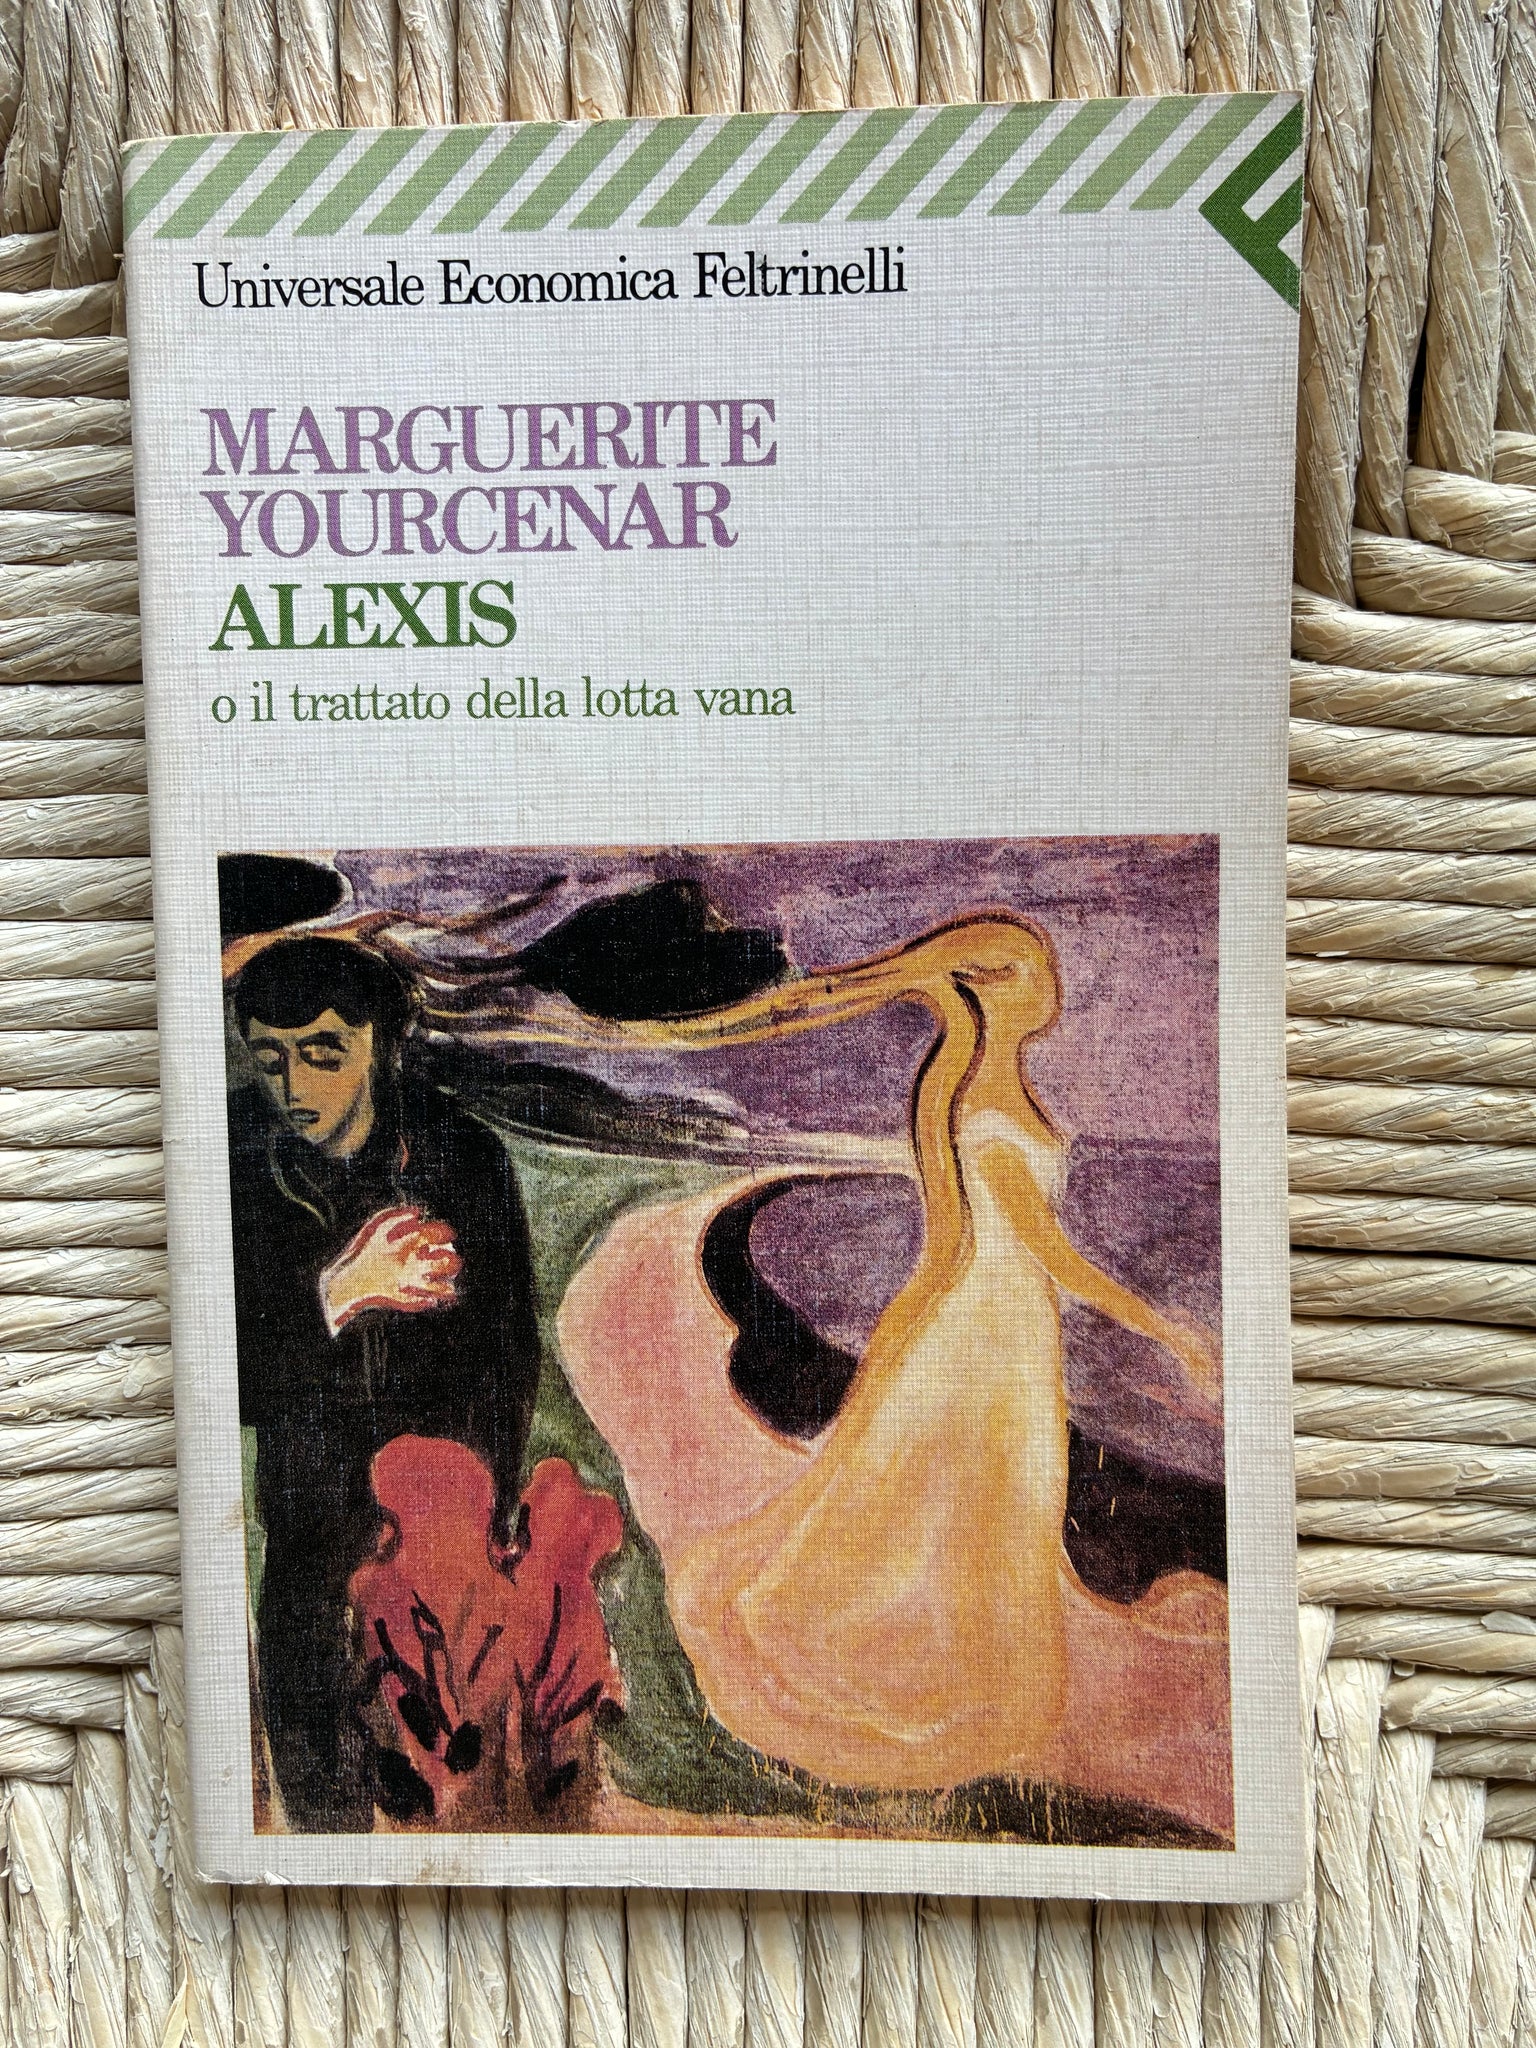 Universale Economica Feltrinelli
MARGUERITE
YOURCENAR
ALEXIS
o il trattato della lotta vana